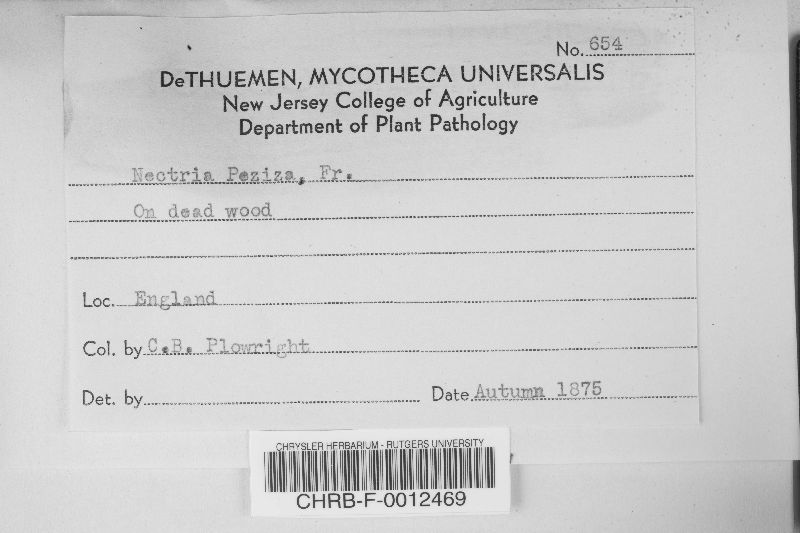 No. 654
DeTHUEMEN, MYCOTHECA UNIVERSALIS
New Jersey College of Agriculture
Department of Plant Pathology
Nectria Peziza, Fr.
On dead wood
Loc. England
Col. by C.B. Plowright
Det. by Date Autumn 1875
CHRYSLER HERBARIUM - RUTGERS UNIVERSITY
CHRB-F-0012469